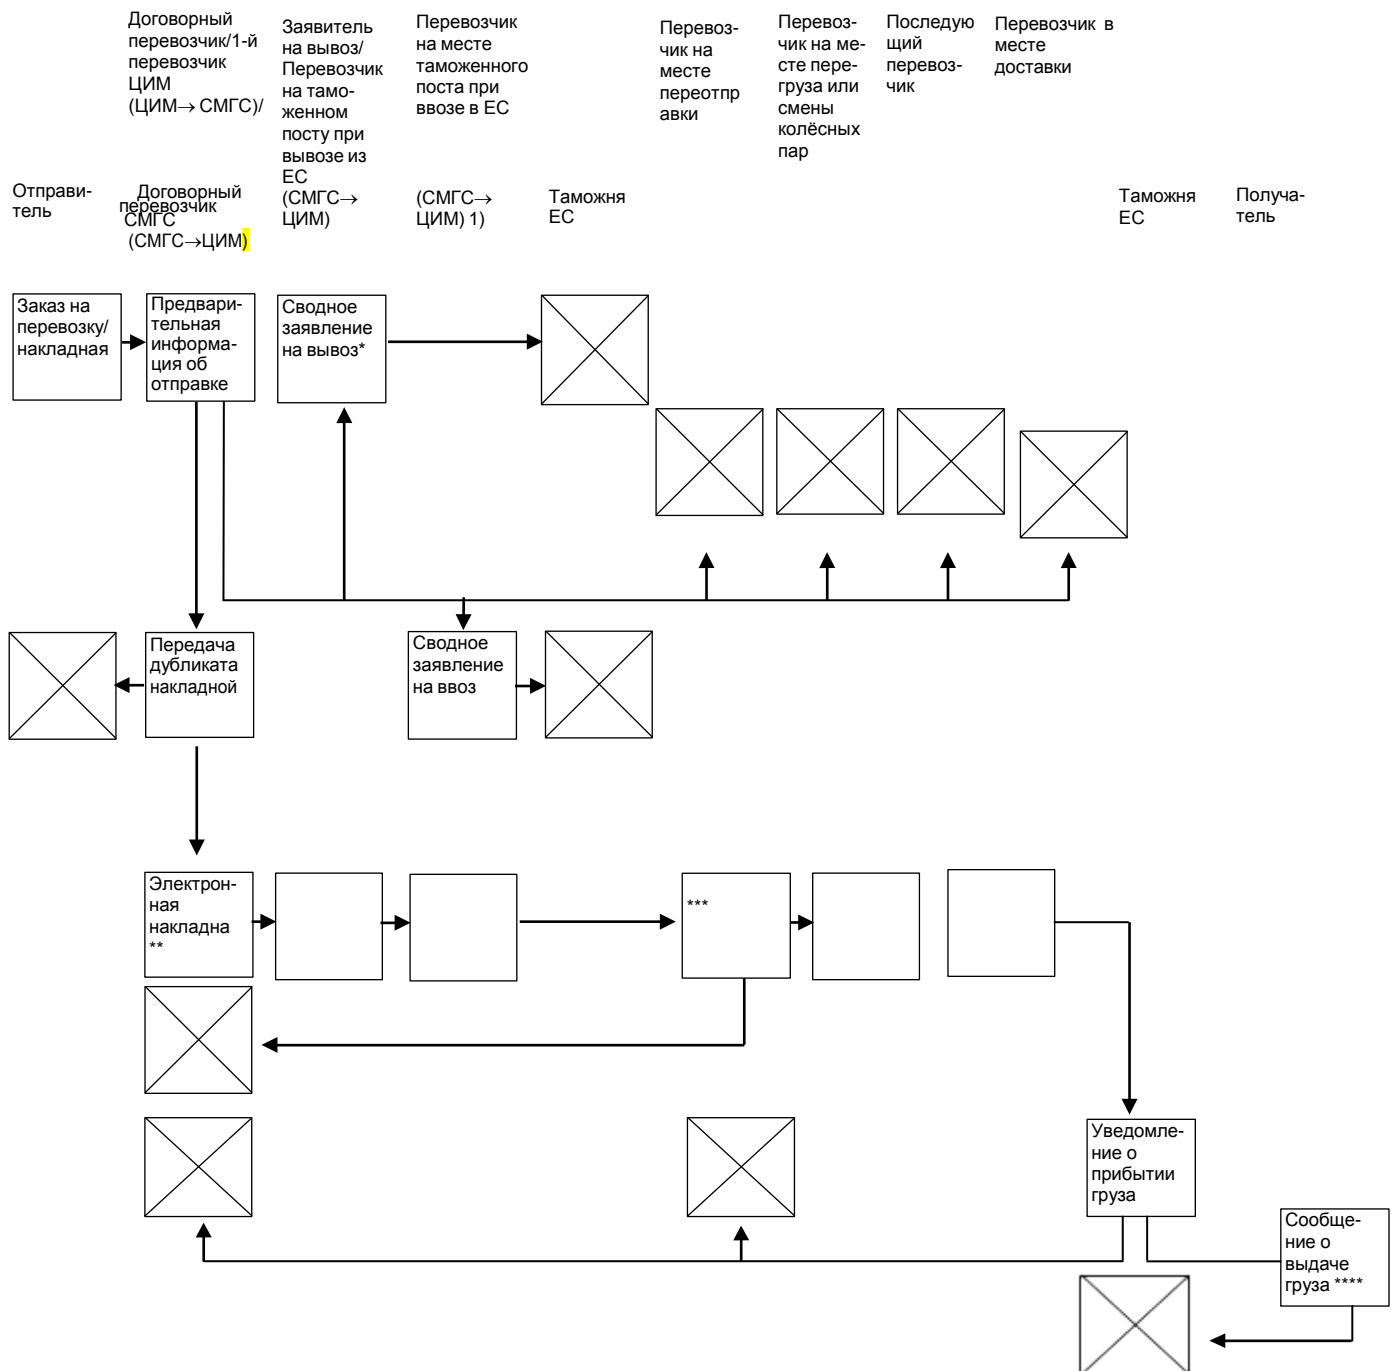 Договорный
перевозчик/1-й
перевозчик
ЦИМ
(ЦИМ→ СМГС)/
Заявитель
на вывоз/
Перевозчик
на тамо-
женном
посту при
вывозе из
ЕС
(СМГС→
ЦИМ)
Перевозчик
на месте
таможенного
поста при
ввозе в ЕС
(СМГС→
ЦИМ) 1)
Перевоз-
чик на
месте
переотпр
авки
Перевоз-
чик на ме-
сте пере-
груза или
смены
колёсных
пар
Последую
щий
перевоз-
чик
Перевозчик в
месте
доставки
Отправи-
тель
Договорный
перевозчик
СМГС
(СМГС→ЦИМ)
Таможня
ЕС
Таможня
ЕС
Получа-
тель
Заказ на
перевозку/
накладная
Предвари-
тельная
информа-
ция об
отправке
Сводное
заявление
на вывоз*
Передача
дубликата
накладной
Сводное
заявление
на ввоз
Электрон-
ная
накладна
**
***
Уведомле-
ние о
прибытии
груза
Сообще-
ние о
выдаче
груза ****